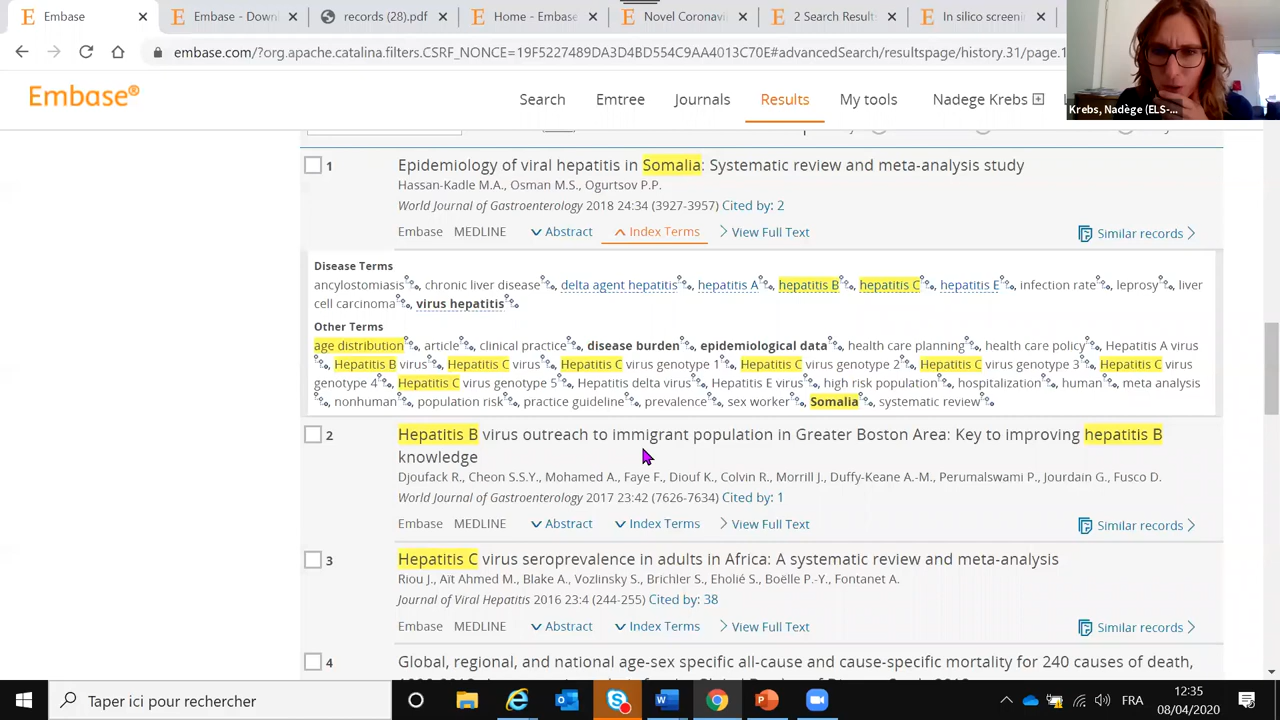 Embase
Embase - Down
records (28).pdf
Home - Embase
Novel Coronavi
2 Search Results
In silico screenin
embase.com/?org.apache.catalina.filters.CSRF_NONCE=19F5227489DA3D4BD554C9AA4013C70E#advancedSearch/resultspage/history.31/page.1
Krebs, Nadège (ELS-...
Embase®
Search Emtree Journals Results My tools Nadege Krebs
1 Epidemiology of viral hepatitis in Somalia: Systematic review and meta-analysis study
Hassan-Kadle M.A., Osman M.S., Ogurtsov P.P.
World Journal of Gastroenterology 2018 24:34 (3927-3957) Cited by: 2
Embase MEDLINE Abstract Index Terms View Full Text Similar records
Disease Terms
ancylostomiasis, chronic liver disease, delta agent hepatitis, hepatitis A, hepatitis B, hepatitis C, hepatitis E, infection rate, leprosy, liver
cell carcinoma, virus hepatitis
Other Terms
age distribution, article, clinical practice, disease burden, epidemiological data, health care planning, health care policy, Hepatitis A virus
, Hepatitis B virus, Hepatitis C virus, Hepatitis C virus genotype 1, Hepatitis C virus genotype 2, Hepatitis C virus genotype 3, Hepatitis C virus
genotype 4, Hepatitis C virus genotype 5, Hepatitis delta virus, Hepatitis E virus, high risk population, hospitalization, human, meta analysis
, nonhuman, population risk, practice guideline, prevalence, sex worker, Somalia, systematic review
2 Hepatitis B virus outreach to immigrant population in Greater Boston Area: Key to improving hepatitis B
knowledge
Djoufack R., Cheon S.S.Y., Mohamed A., Faye F., Diouf K., Colvin R., Morrill J., Duffy-Keane A.-M., Perumalswami P., Jourdain G., Fusco D.
World Journal of Gastroenterology 2017 23:42 (7626-7634) Cited by: 1
Embase MEDLINE Abstract Index Terms View Full Text Similar records
3 Hepatitis C virus seroprevalence in adults in Africa: A systematic review and meta-analysis
Riou J., Aït Ahmed M., Blake A., Vozlinsky S., Brichler S., Eholié S., Boëlle P.-Y., Fontanet A.
Journal of Viral Hepatitis 2016 23:4 (244-255) Cited by: 38
Embase MEDLINE Abstract Index Terms View Full Text Similar records
4 Global, regional, and national age-sex specific all-cause and cause-specific mortality for 240 causes of death,
Taper ici pour rechercher
FRA
12:35
08/04/2020